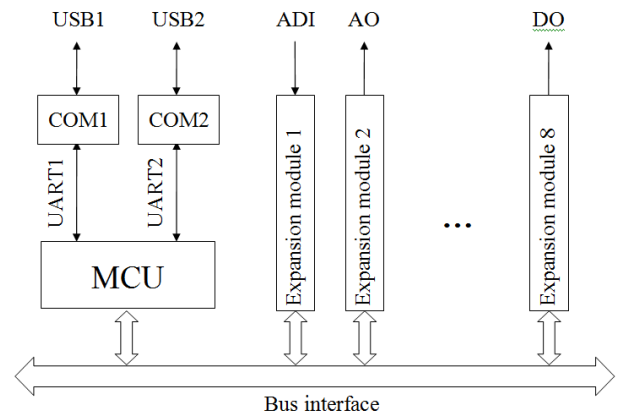 USB1 USB2 ADI AO DO
COM1 COM2
UART1 UART2
Expansion module 1
Expansion module 2
...
Expansion module 8
MCU
Bus interface